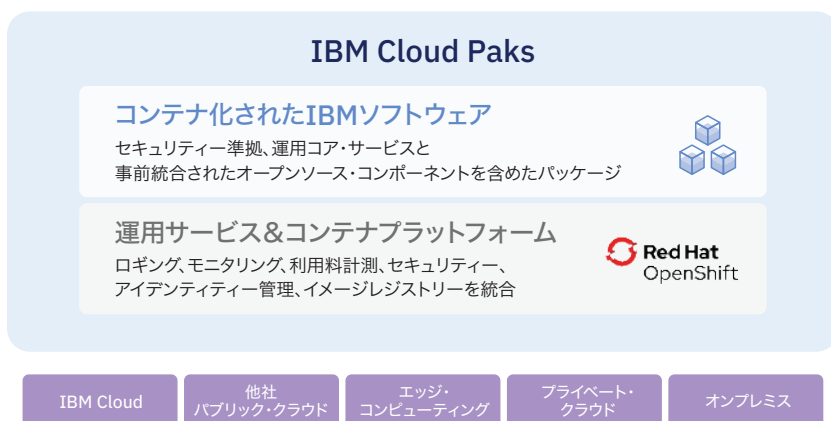 IBM Cloud Paks
コンテナ化されたIBMソフトウェア
セキュリティー準拠、運用コア・サービスと
事前統合されたオープンソース・コンポーネントを含めたパッケージ
運用サービス&コンテナプラットフォーム
ロギング、モニタリング、利用料計測、セキュリティー、
アイデンティティー管理、イメージレジストリーを統合
Red Hat
OpenShift
IBM Cloud
他社
パブリック・クラウド
エッジ・
コンピューティング
プライベート・
クラウド
オンプレミス